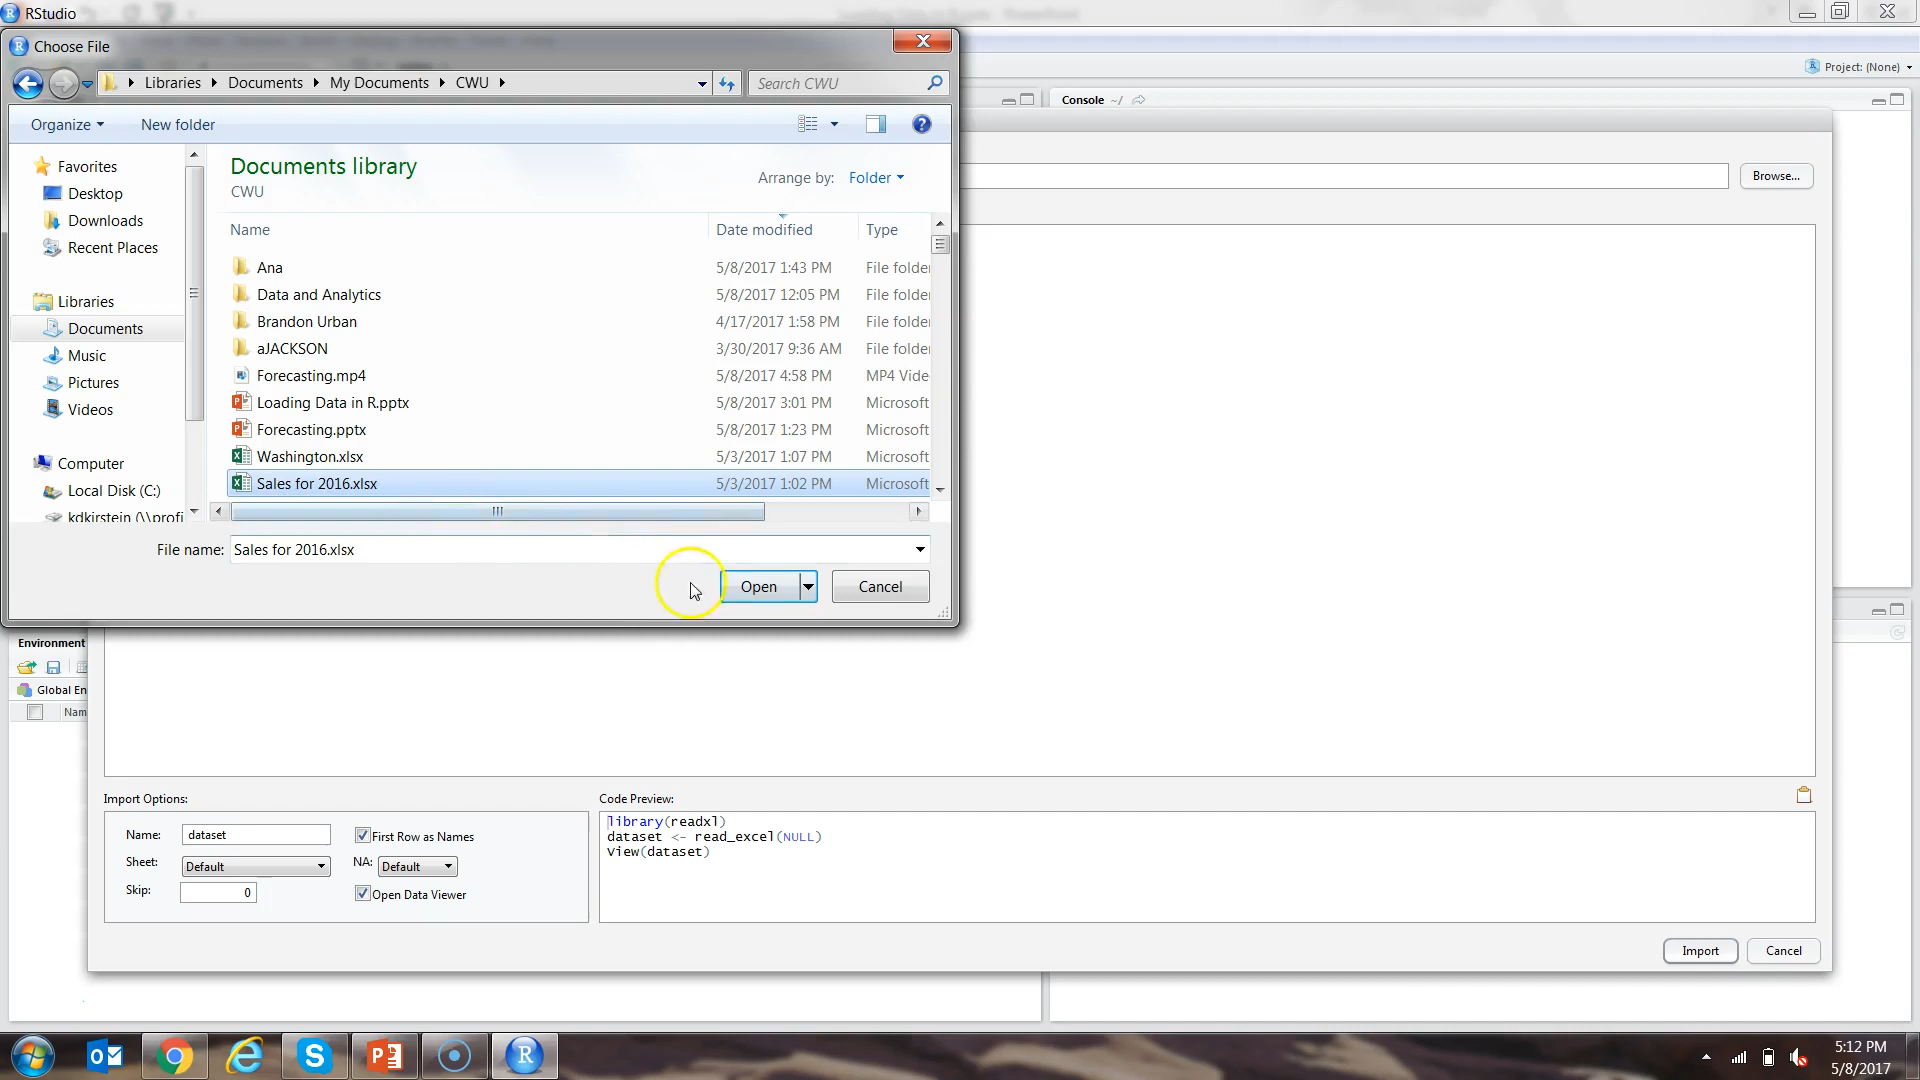 RStudio
Choose File
Libraries Documents My Documents CWU
Search CWU
Project: (None)
Console ~/
Organize New folder
Documents library
CWU
Arrange by: Folder
Browse...
Name Date modified Type
Favorites
Desktop
Downloads
Recent Places
Libraries
Documents
Music
Pictures
Videos
Computer
Local Disk (C:)
kdkirstein (\\profi
Ana 5/8/2017 1:43 PM File folde
Data and Analytics 5/8/2017 12:05 PM File folde
Brandon Urban 4/17/2017 1:58 PM File folde
aJACKSON 3/30/2017 9:36 AM File folde
Forecasting.mp4 5/8/2017 4:58 PM MP4 Vide
Loading Data in R.pptx 5/8/2017 3:01 PM Microsoft
Forecasting.pptx 5/8/2017 1:23 PM Microsoft
Washington.xlsx 5/3/2017 1:07 PM Microsoft
Sales for 2016.xlsx 5/3/2017 1:02 PM Microsoft
File name: Sales for 2016.xlsx
Open Cancel
Environment
Global En
Nam
Import Options:
Name: dataset First Row as Names
Sheet: Default NA: Default
Skip: 0 Open Data Viewer
Code Preview:
library(readxl)
dataset <- read_excel(NULL)
View(dataset)
Import Cancel
5:12 PM
5/8/2017